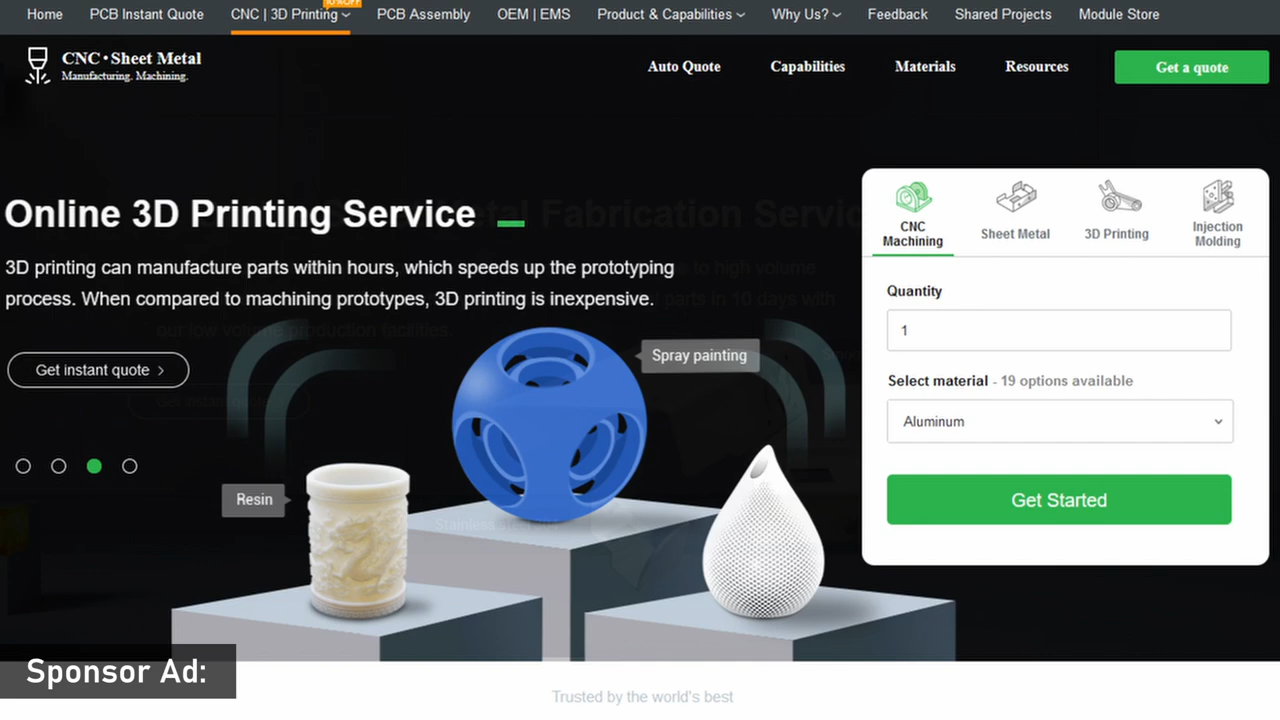 Home PCB Instant Quote CNC | 3D Printing PCB Assembly OEM | EMS Product & Capabilities Why Us? Feedback Shared Projects Module Store
CNC • Sheet Metal
Manufacturing. Machining.
Auto Quote Capabilities Materials Resources Get a quote
Online 3D Printing Service
3D printing can manufacture parts within hours, which speeds up the prototyping
process. When compared to machining prototypes, 3D printing is inexpensive.
Get instant quote
Spray painting
Resin
CNC
Machining
Sheet Metal
3D Printing
Injection
Molding
Quantity
1
Select material - 19 options available
Aluminum
Get Started
Sponsor Ad:
Trusted by the world's best